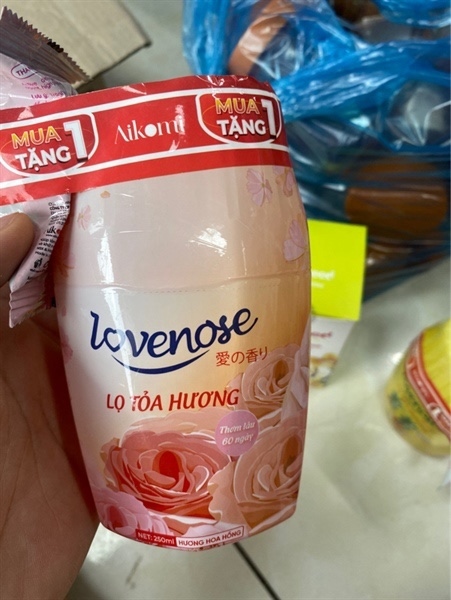 MUA 1
TẶNG
Aikomi
MUA 1
TẶNG
lovenose
愛の香り
LỌ TỎA HƯƠNG
Thơm lâu
60 ngày
NET: 250ml
HƯƠNG HOA HỒNG